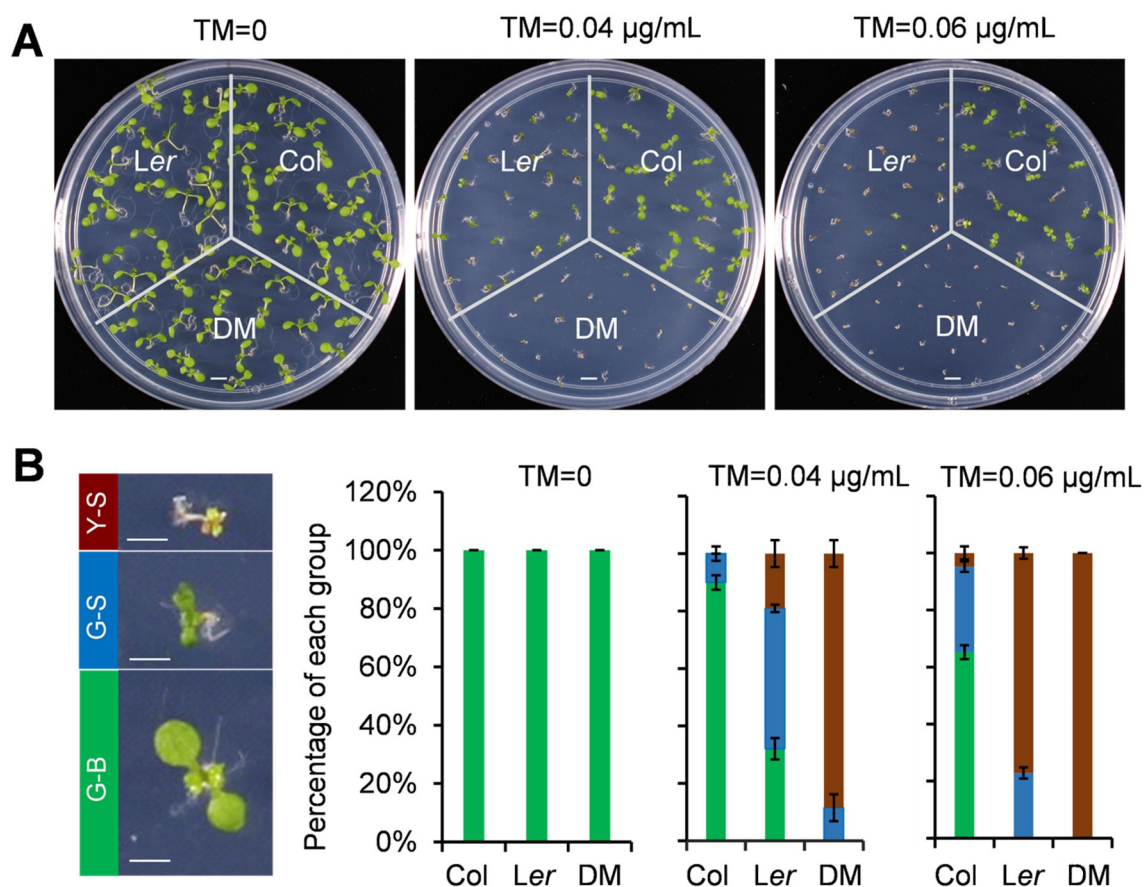 A
TM=0
TM=0.04 µg/mL
TM=0.06 µg/mL
Ler
Col
DM
Ler
Col
DM
Ler
Col
DM
B
Y-S
G-S
G-B
Percentage of each group
120%
100%
80%
60%
40%
20%
0%
TM=0
Col
Ler
DM
TM=0.04 µg/mL
Col
Ler
DM
TM=0.06 µg/mL
Col
Ler
DM